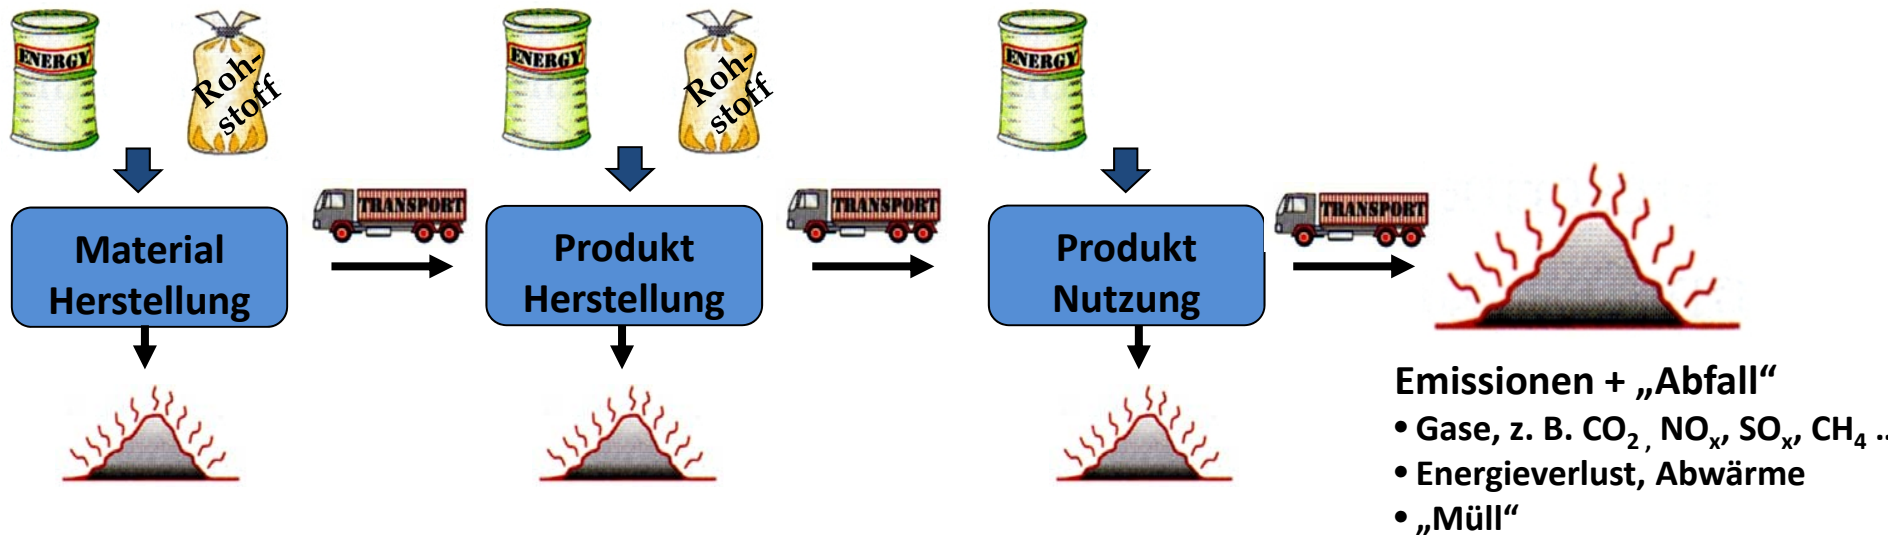 ENERGY
Roh-
stoff
ENERGY
Roh-
stoff
ENERGY
Material
Herstellung
TRANSPORT
Produkt
Herstellung
TRANSPORT
Produkt
Nutzung
TRANSPORT
Emissionen + „Abfall“
• Gase, z. B. CO₂, NOₓ, SOₓ, CH₄ ..
• Energieverlust, Abwärme
• „Müll“